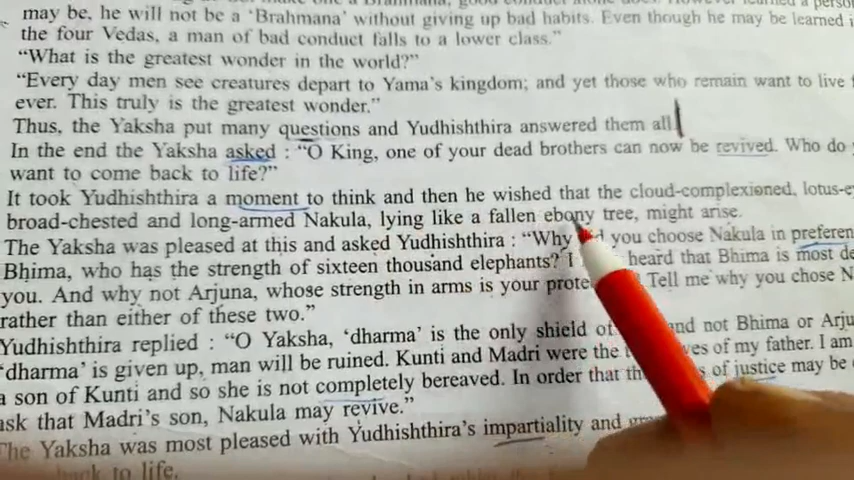 may be, he will not be a 'Brahmana' without giving up bad habits. Even though he may be learned
the four Vedas, a man of bad conduct falls to a lower class."
"What is the greatest wonder in the world?"
"Every day men see creatures depart to Yama's kingdom; and yet those who remain want to live
ever. This truly is the greatest wonder."
Thus, the Yaksha put many questions and Yudhishthira answered them all
In the end the Yaksha asked : "O King, one of your dead brothers can now be revived. Who do
want to come back to life?"
It took Yudhishthira a moment to think and then he wished that the cloud-complexioned,
broad-chested and long-armed Nakula, lying like a fallen ebony tree, might arise.
The Yaksha was pleased at this and asked Yudhishthira : "Why did you choose Nakula in
Bhima, who has the strength of sixteen thousand elephants? I heard that Bhima is most
you. And why not Arjuna, whose strength in arms is your Tell me why you chose
rather than either of these two."
Yudhishthira replied : "O Yaksha, 'dharma' is the only shield of and not Bhima or
'dharma' is given up, man will be ruined. Kunti and Madri were the of my father. I am
a son of Kunti and so she is not completely bereaved. In order that the of justice may be
ask that Madri's son, Nakula may revive."
The Yaksha was most pleased with Yudhishthira's impartiality and
back to life.